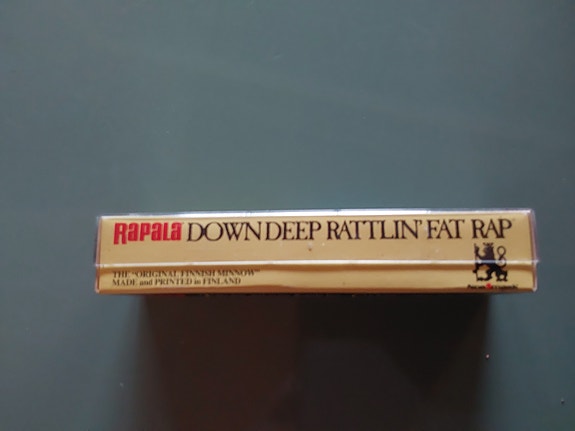 Rapala DOWN DEEP RATTLIN' FAT RAP
THE "ORIGINAL FINNISH MINNOW"
MADE and PRINTED in FINLAND